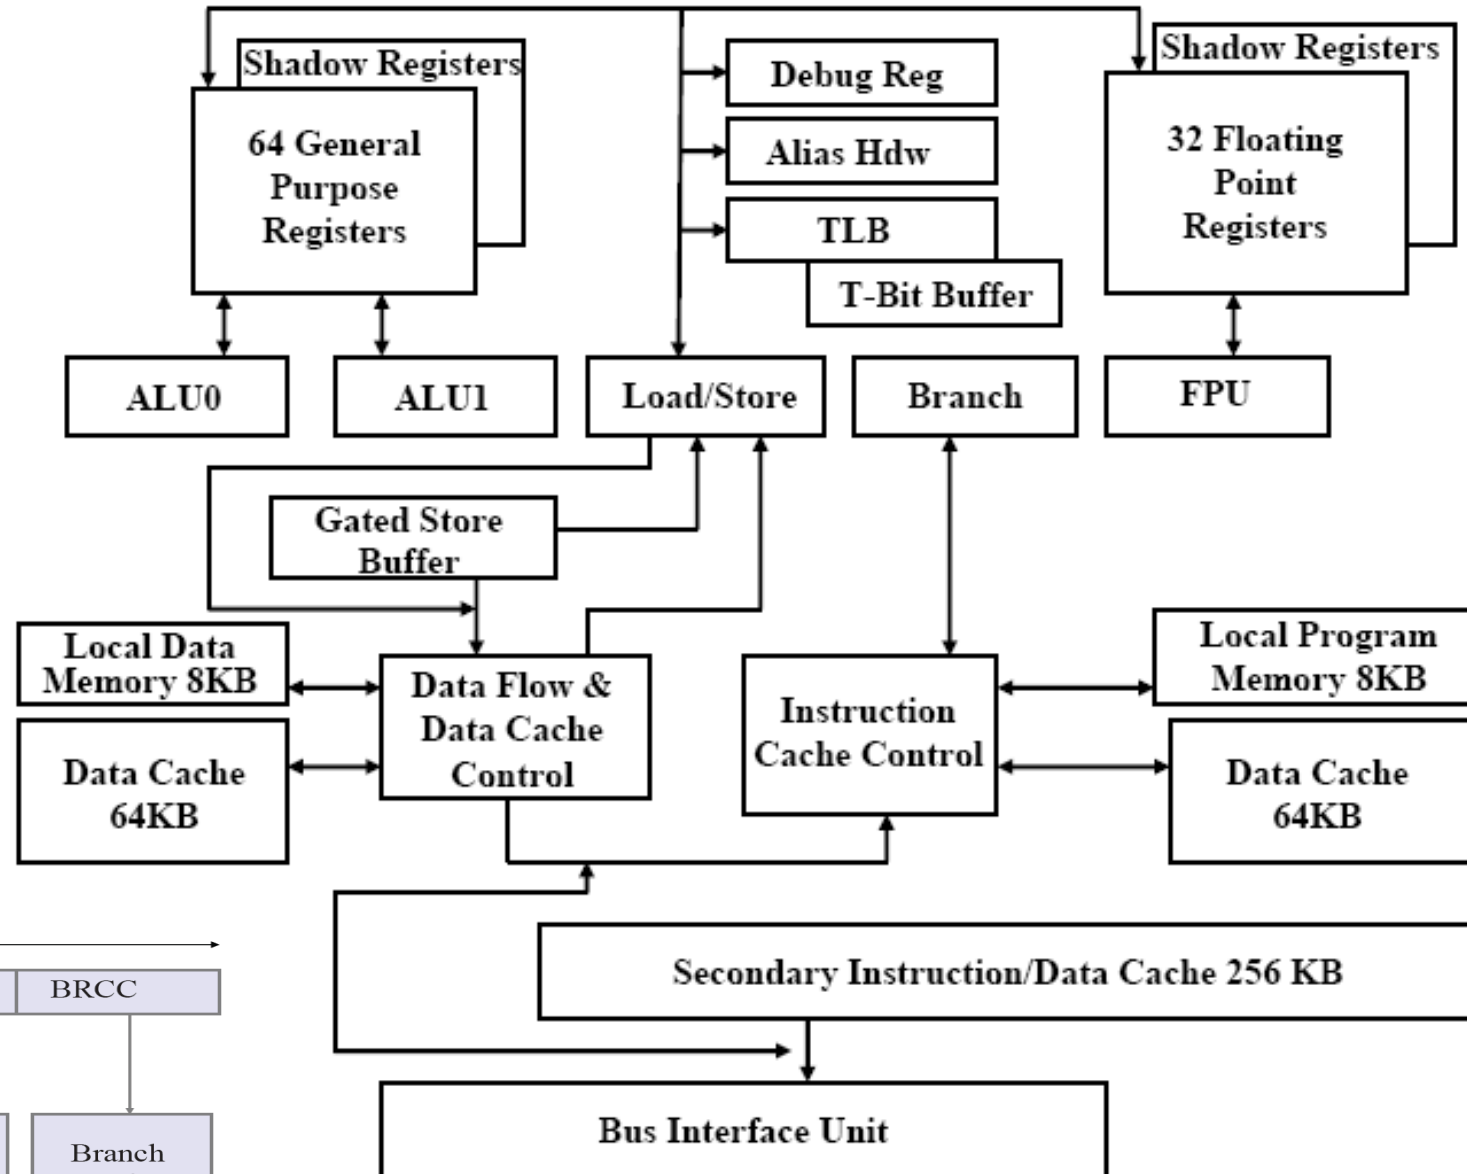 Shadow Registers
64 General
Purpose
Registers
Debug Reg
Alias Hdw
TLB
T-Bit Buffer
Shadow Registers
32 Floating
Point
Registers
ALU0
ALU1
Load/Store
Branch
FPU
Gated Store
Buffer
Local Data
Memory 8KB
Data Flow &
Data Cache
Control
Data Cache
64KB
Instruction
Cache Control
Local Program
Memory 8KB
Data Cache
64KB
Secondary Instruction/Data Cache 256 KB
BRCC
Branch
Bus Interface Unit